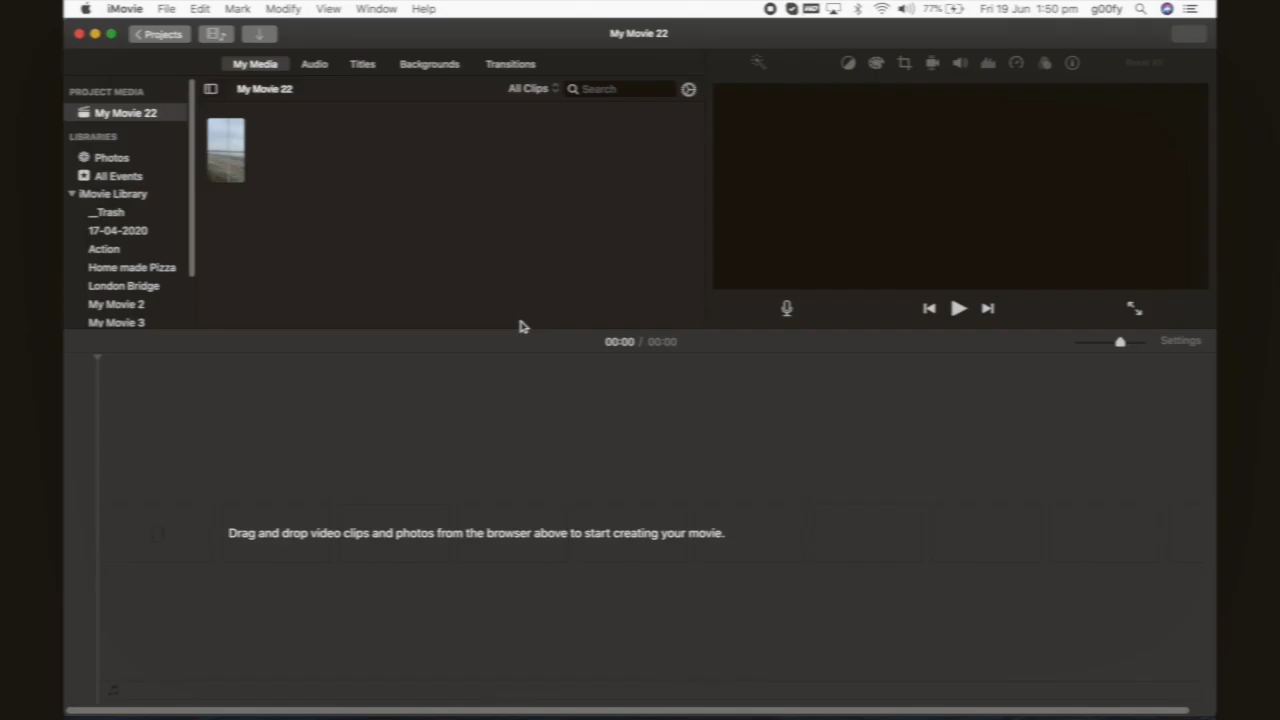 iMovie File Edit Mark Modify View Window Help 77% Fri 19 Jun 1:50 pm g00fy
Projects My Movie 22
My Media Audio Titles Backgrounds Transitions Reset All
PROJECT MEDIA My Movie 22 All Clips Search
My Movie 22
LIBRARIES
Photos
All Events
iMovie Library
__Trash
17-04-2020
Action
Home made Pizza
London Bridge
My Movie 2
My Movie 3
00:00 / 00:00 Settings
Drag and drop video clips and photos from the browser above to start creating your movie.